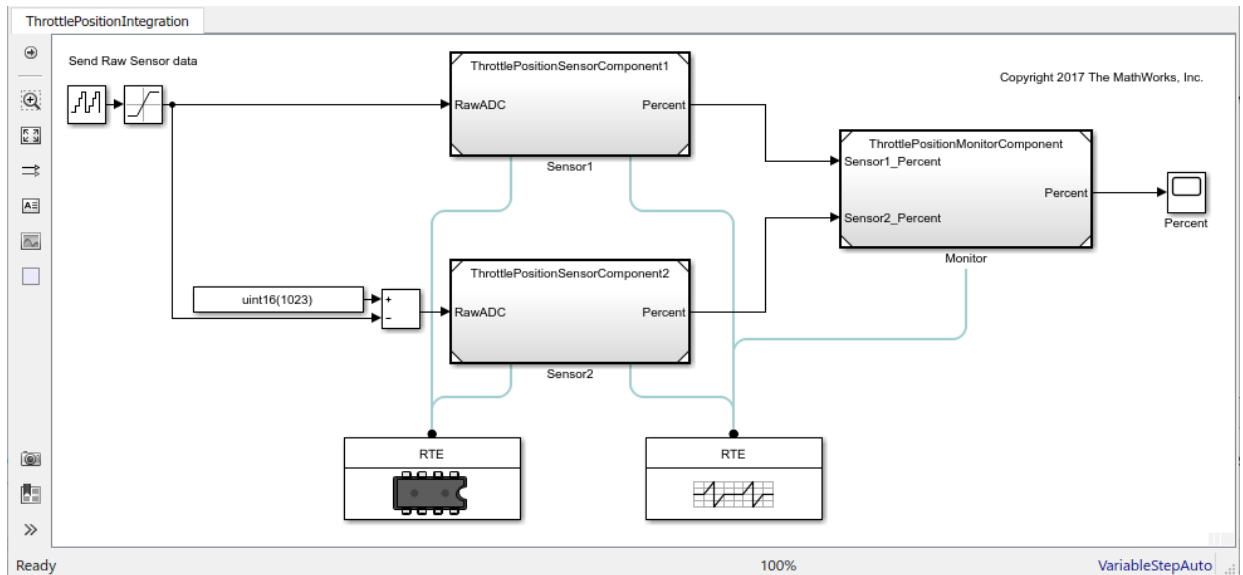 ThrottlePositionIntegration
Send Raw Sensor data
Copyright 2017 The MathWorks, Inc.
ThrottlePositionSensorComponent1
RawADC
Percent
Sensor1
ThrottlePositionMonitorComponent
Sensor1_Percent
Percent
Sensor2_Percent
Monitor
Percent
uint16(1023)
+
−
ThrottlePositionSensorComponent2
RawADC
Percent
Sensor2
RTE
RTE
A
Ready
100%
VariableStepAuto